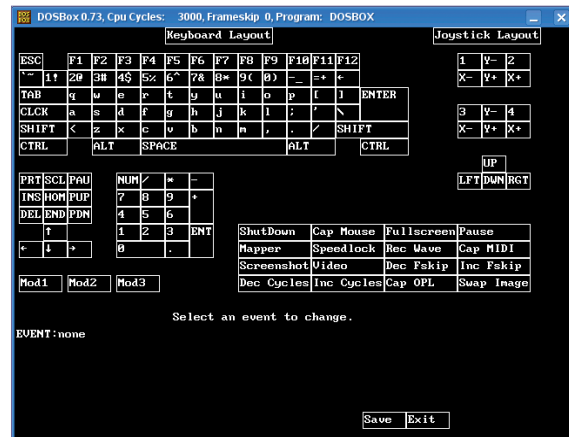 DOSBox 0.73, Cpu Cycles: 3000, Frameskip 0, Program: DOSBOX
Keyboard Layout Joystick Layout
ESC F1 F2 F3 F4 F5 F6 F7 F8 F9 F10 F11 F12 1 Y- 2
`~ 1! 2@ 3# 4$ 5% 6^ 7& 8* 9( 0) -_ =+ ← X- Y+ X+
TAB q w e r t y u i o p [ ] ENTER
CLCK a s d f g h j k l ; ' \ 3 Y- 4
SHIFT < z x c v b n m , . / SHIFT X- Y+ X+
CTRL ALT SPACE ALT CTRL
UP
PRT SCL PAU NUM / * - LFT DWN RGT
INS HOM PUP 7 8 9 +
DEL END PDN 4 5 6
↑ 1 2 3 ENT ShutDown Cap Mouse Fullscreen Pause
← ↓ → 0 . Mapper Speedlock Rec Wave Cap MIDI
Screenshot Video Dec Fskip Inc Fskip
Mod1 Mod2 Mod3 Dec Cycles Inc Cycles Cap OPL Swap Image
Select an event to change.
EVENT:none
Save Exit